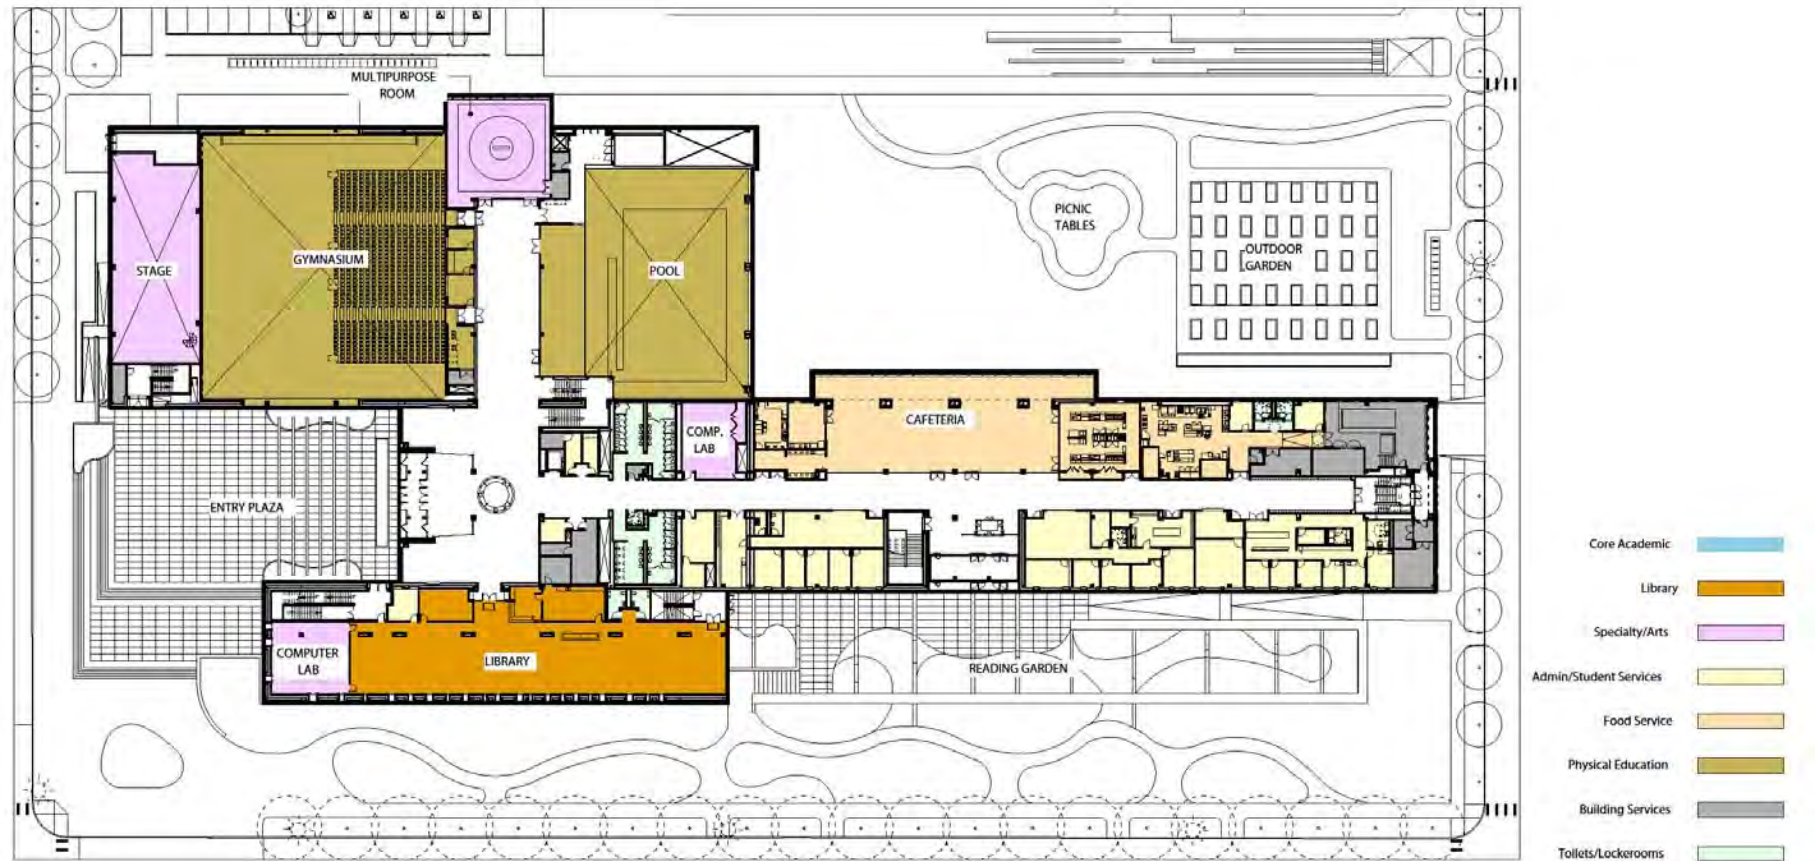 MULTIPURPOSE
ROOM
STAGE
GYMNASIUM
POOL
PICNIC
TABLES
OUTDOOR
GARDEN
COMP.
LAB
CAFETERIA
ENTRY PLAZA
COMPUTER
LAB
LIBRARY
READING GARDEN
Core Academic
Library
Specialty/Arts
Admin/Student Services
Food Service
Physical Education
Building Services
Toilets/Lockerooms